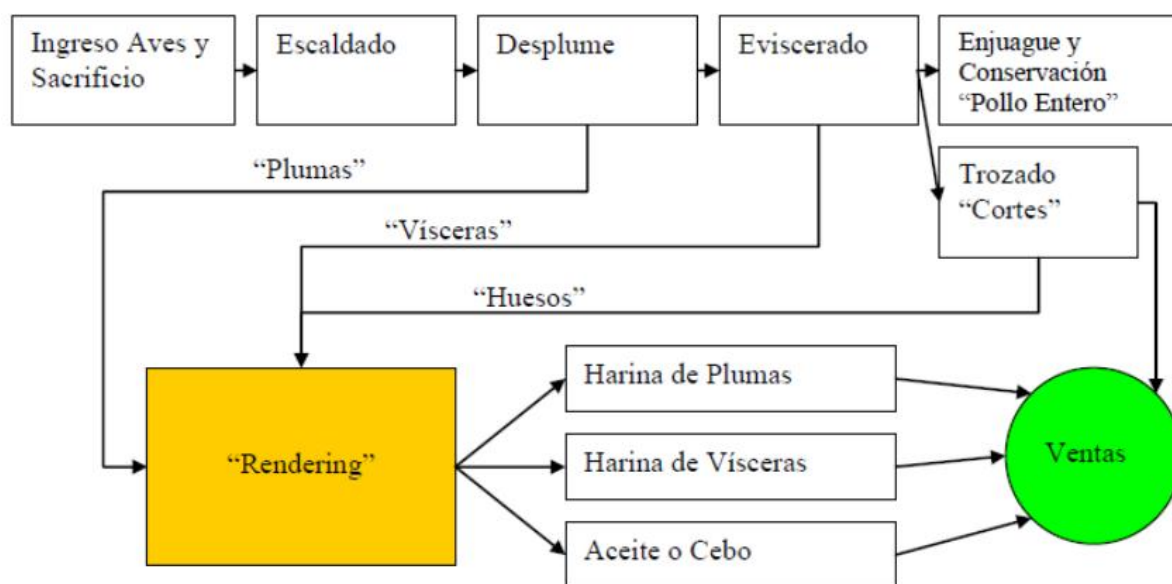 Ingreso Aves y
Sacrificio
Escaldado
Desplume
Eviscerado
Enjuague y
Conservación
“Pollo Entero”
“Plumas”
Trozado
“Cortes”
“Vísceras”
“Huesos”
Harina de Plumas
“Rendering”
Harina de Vísceras
Ventas
Aceite o Cebo